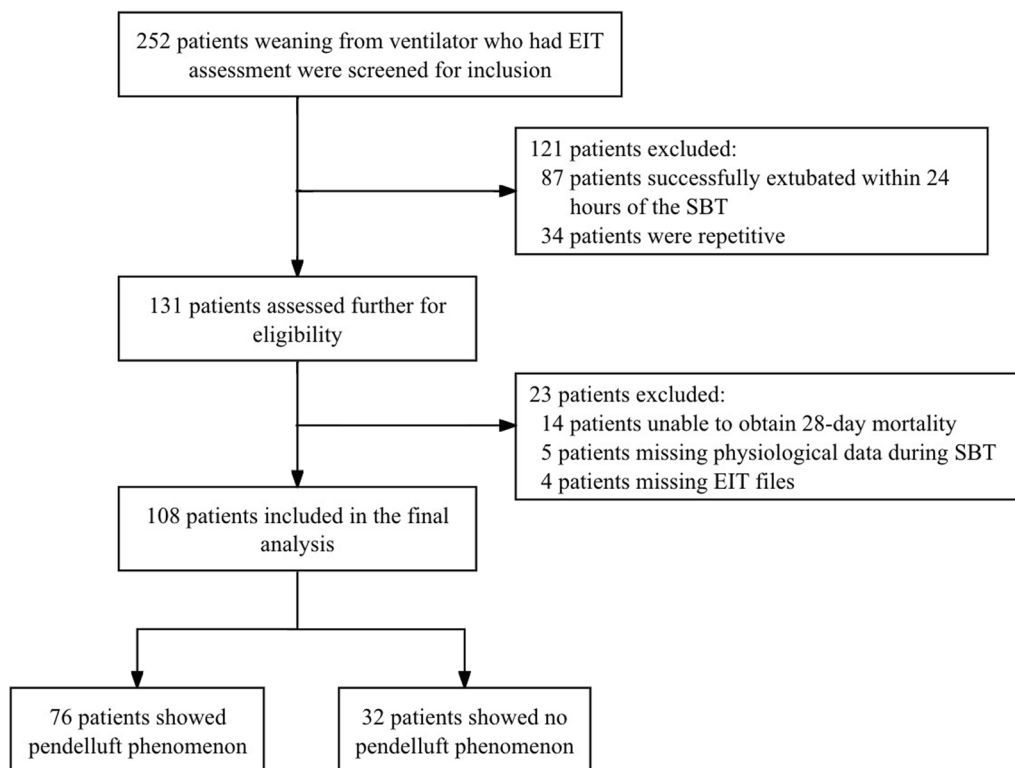 252 patients weaning from ventilator who had EIT
assessment were screened for inclusion
121 patients excluded:
87 patients successfully extubated within 24
hours of the SBT
34 patients were repetitive
131 patients assessed further for
eligibility
23 patients excluded:
14 patients unable to obtain 28-day mortality
5 patients missing physiological data during SBT
4 patients missing EIT files
108 patients included in the final
analysis
76 patients showed
pendelluft phenomenon
32 patients showed no
pendelluft phenomenon